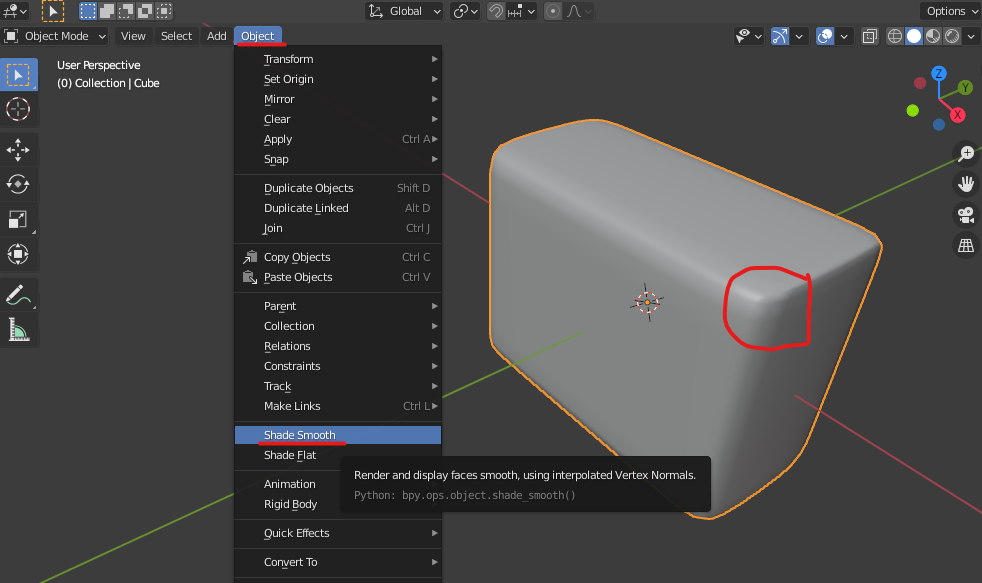 Global
Options
Object Mode
View
Select
Add
Object
User Perspective
(0) Collection | Cube
Transform
Set Origin
Mirror
Clear
Apply Ctrl A
Snap
Duplicate Objects Shift D
Duplicate Linked Alt D
Join Ctrl J
Copy Objects Ctrl C
Paste Objects Ctrl V
Parent
Collection
Relations
Constraints
Track
Make Links Ctrl L
Shade Smooth
Shade Flat
Render and display faces smooth, using interpolated Vertex Normals.
Python: bpy.ops.object.shade_smooth()
Animation
Rigid Body
Quick Effects
Convert To
Z
Y
X